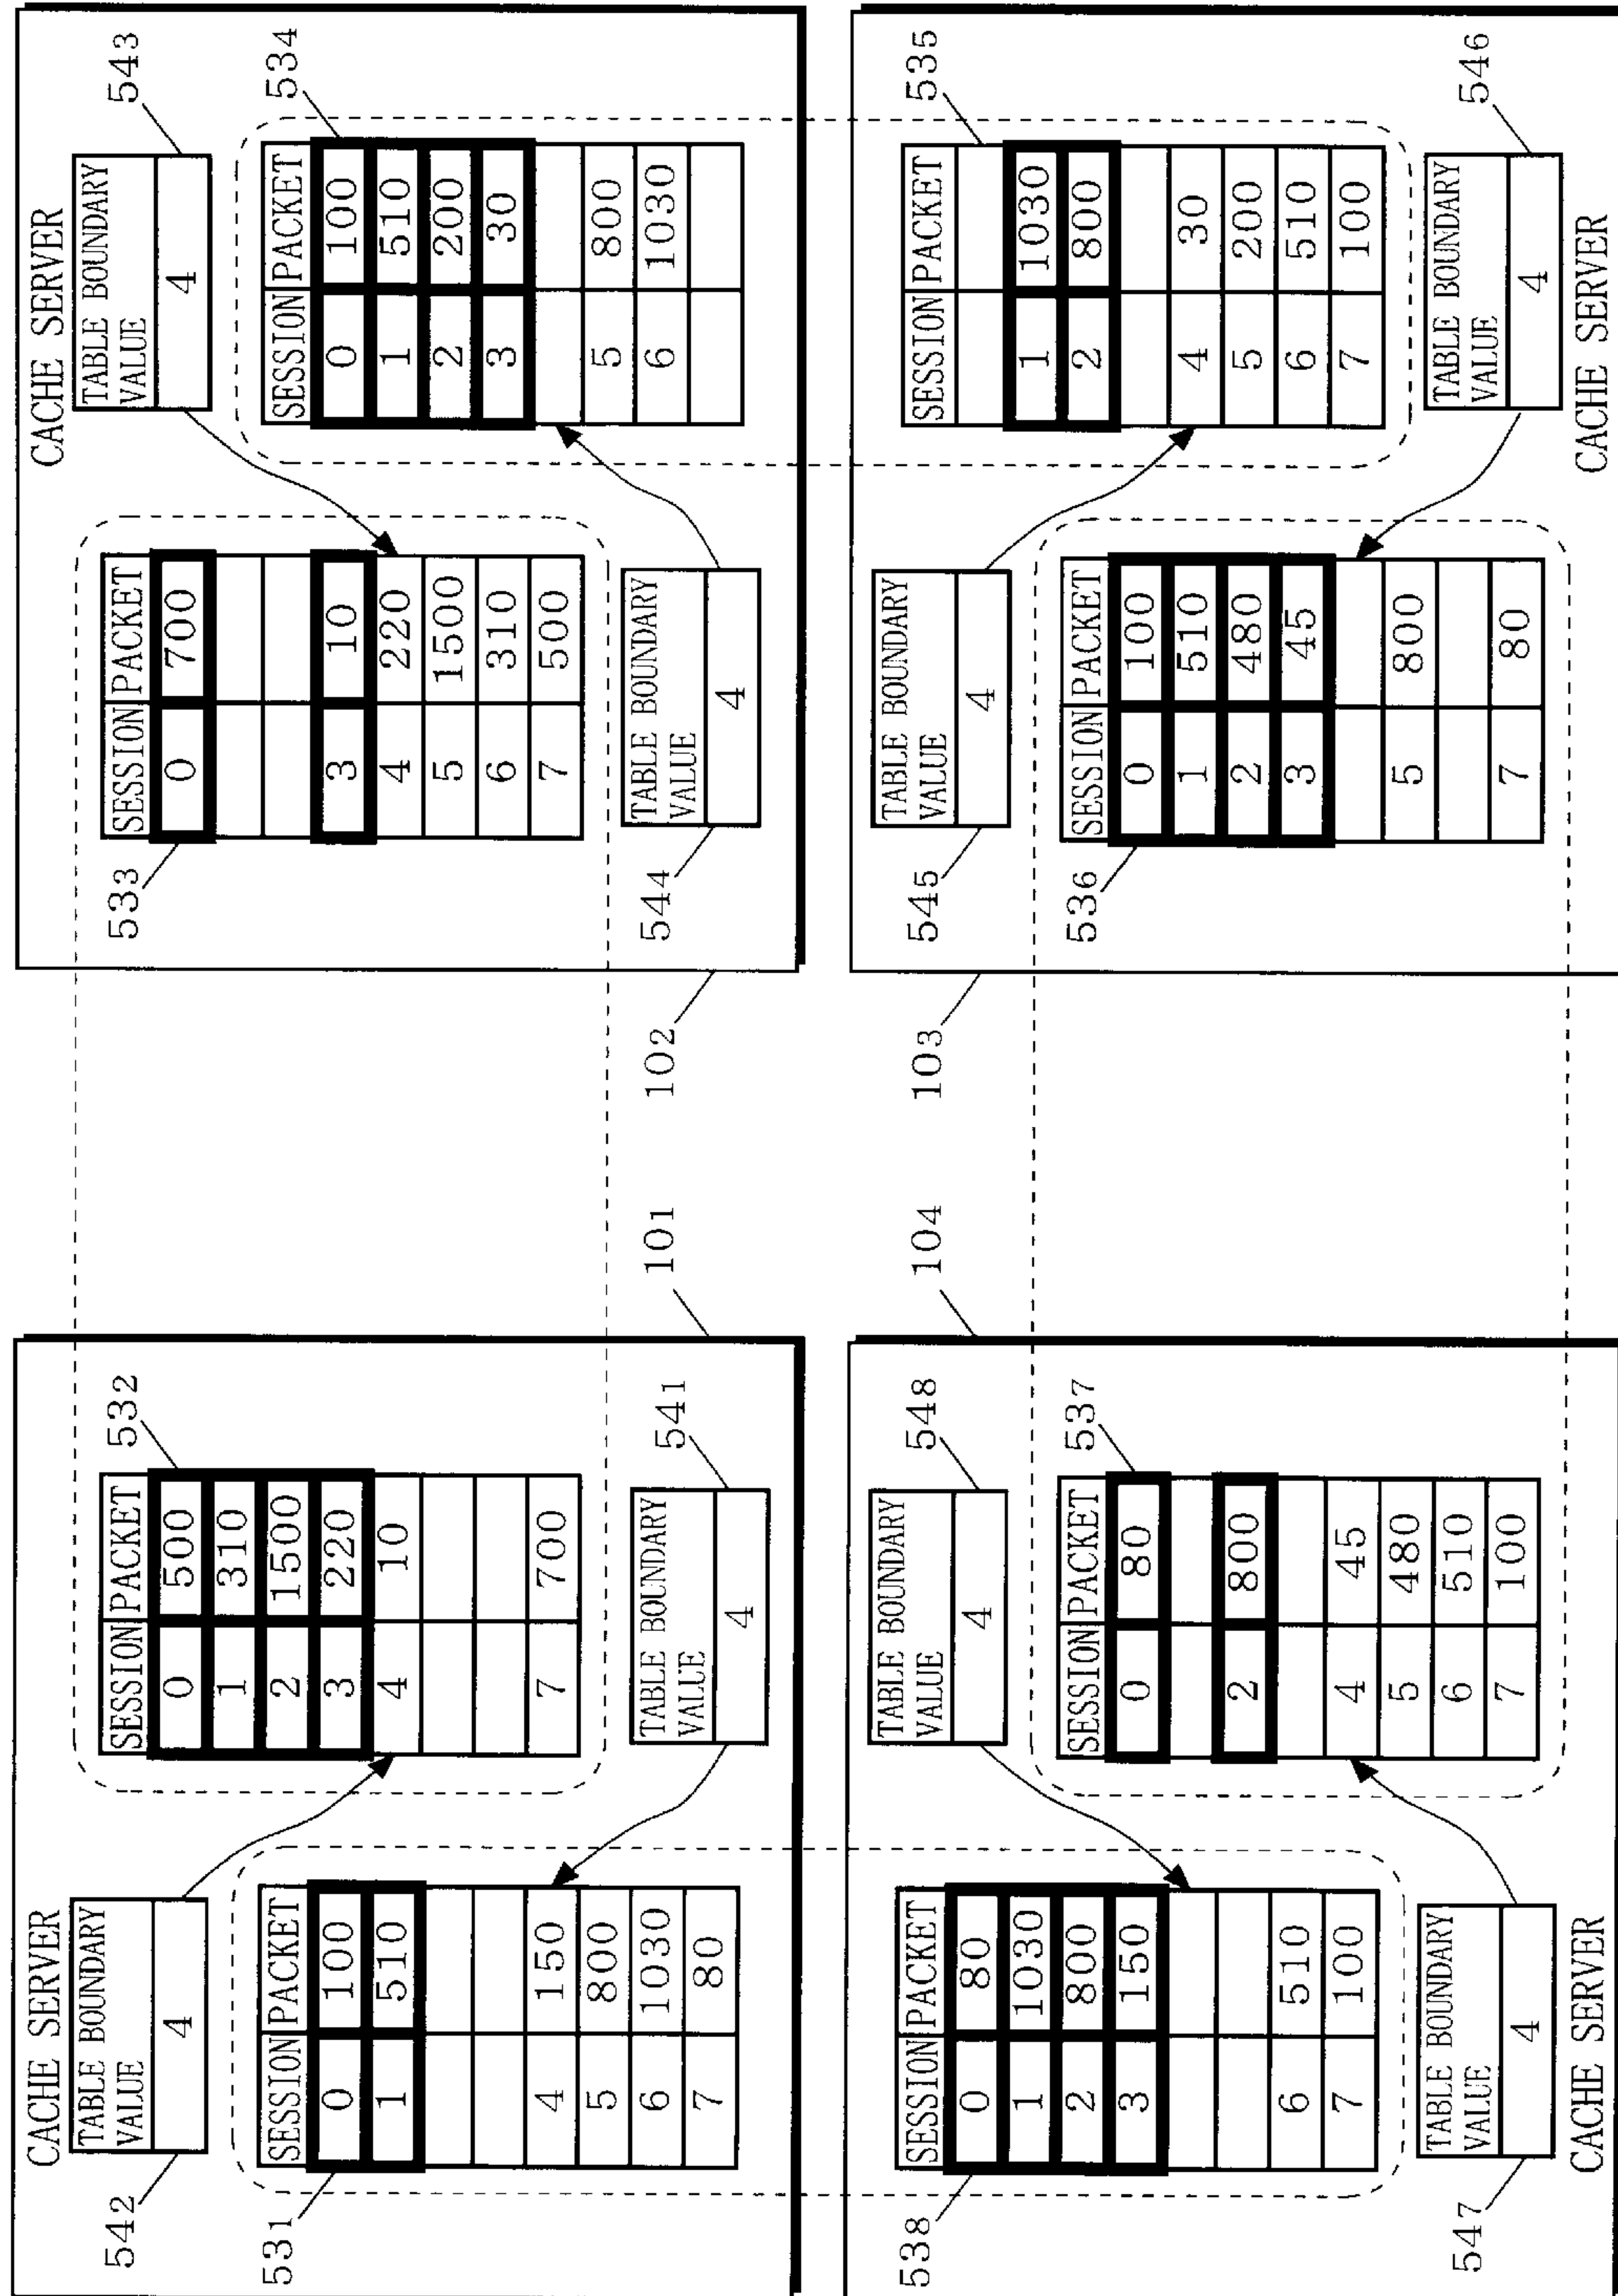 CACHE SERVER
542
TABLE BOUNDARY
VALUE
4
531
SESSION PACKET
0 100
1 510
4 150
5 800
6 1030
7 80
532
SESSION PACKET
0 500
1 310
2 1500
3 220
4 10
7 700
TABLE BOUNDARY
VALUE
4
541
101
CACHE SERVER
TABLE BOUNDARY
VALUE
4
543
533
SESSION PACKET
0 700
3 10
4 220
5 1500
6 310
7 500
534
SESSION PACKET
0 100
1 510
2 200
3 30
5 800
6 1030
544
TABLE BOUNDARY
VALUE
4
102
104
538
SESSION PACKET
0 80
1 1030
2 800
3 150
6 510
7 100
TABLE BOUNDARY
VALUE
4
548
537
SESSION PACKET
0 80
2 800
4 45
5 480
6 510
7 100
547
TABLE BOUNDARY
VALUE
4
CACHE SERVER
103
545
TABLE BOUNDARY
VALUE
4
536
SESSION PACKET
0 100
1 510
2 480
3 45
5 800
7 80
535
SESSION PACKET
1 1030
2 800
4 30
5 200
6 510
7 100
TABLE BOUNDARY
VALUE
4
546
CACHE SERVER